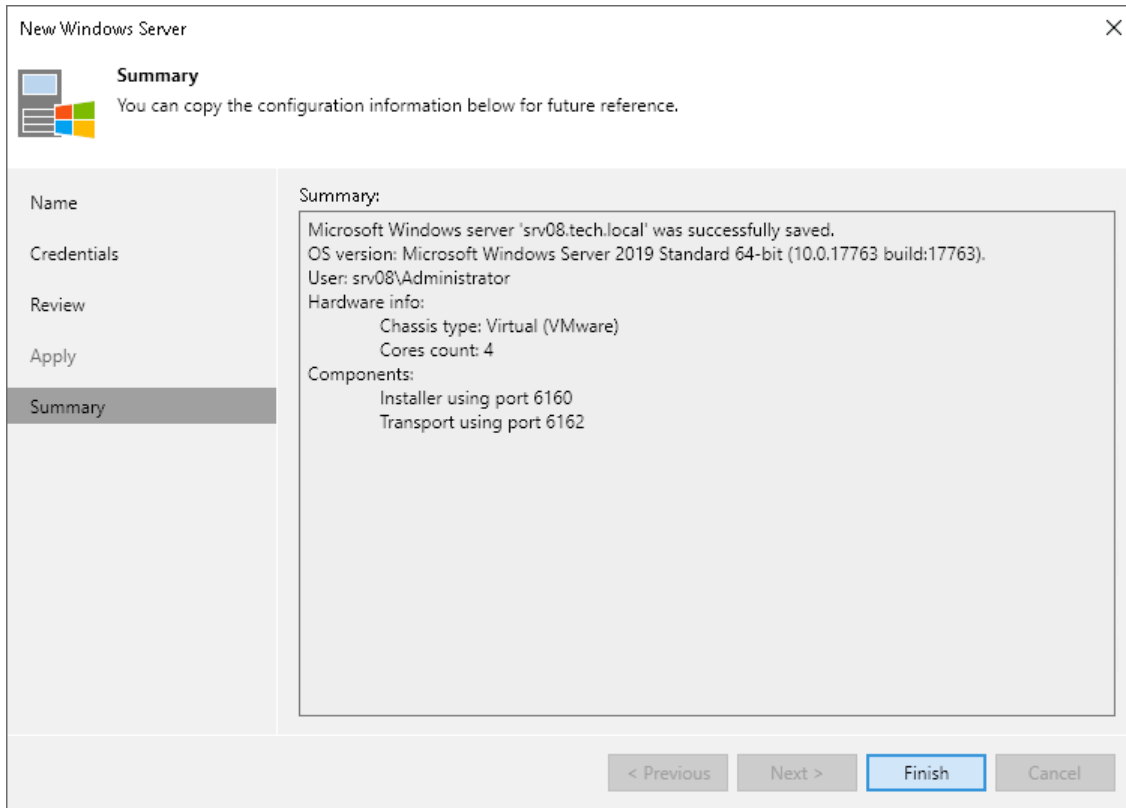 New Windows Server
Summary
You can copy the configuration information below for future reference.
Name
Credentials
Review
Apply
Summary
Summary:
Microsoft Windows server 'srv08.tech.local' was successfully saved.
OS version: Microsoft Windows Server 2019 Standard 64-bit (10.0.17763 build:17763).
User: srv08\Administrator
Hardware info:
Chassis type: Virtual (VMware)
Cores count: 4
Components:
Installer using port 6160
Transport using port 6162
< Previous
Next >
Finish
Cancel